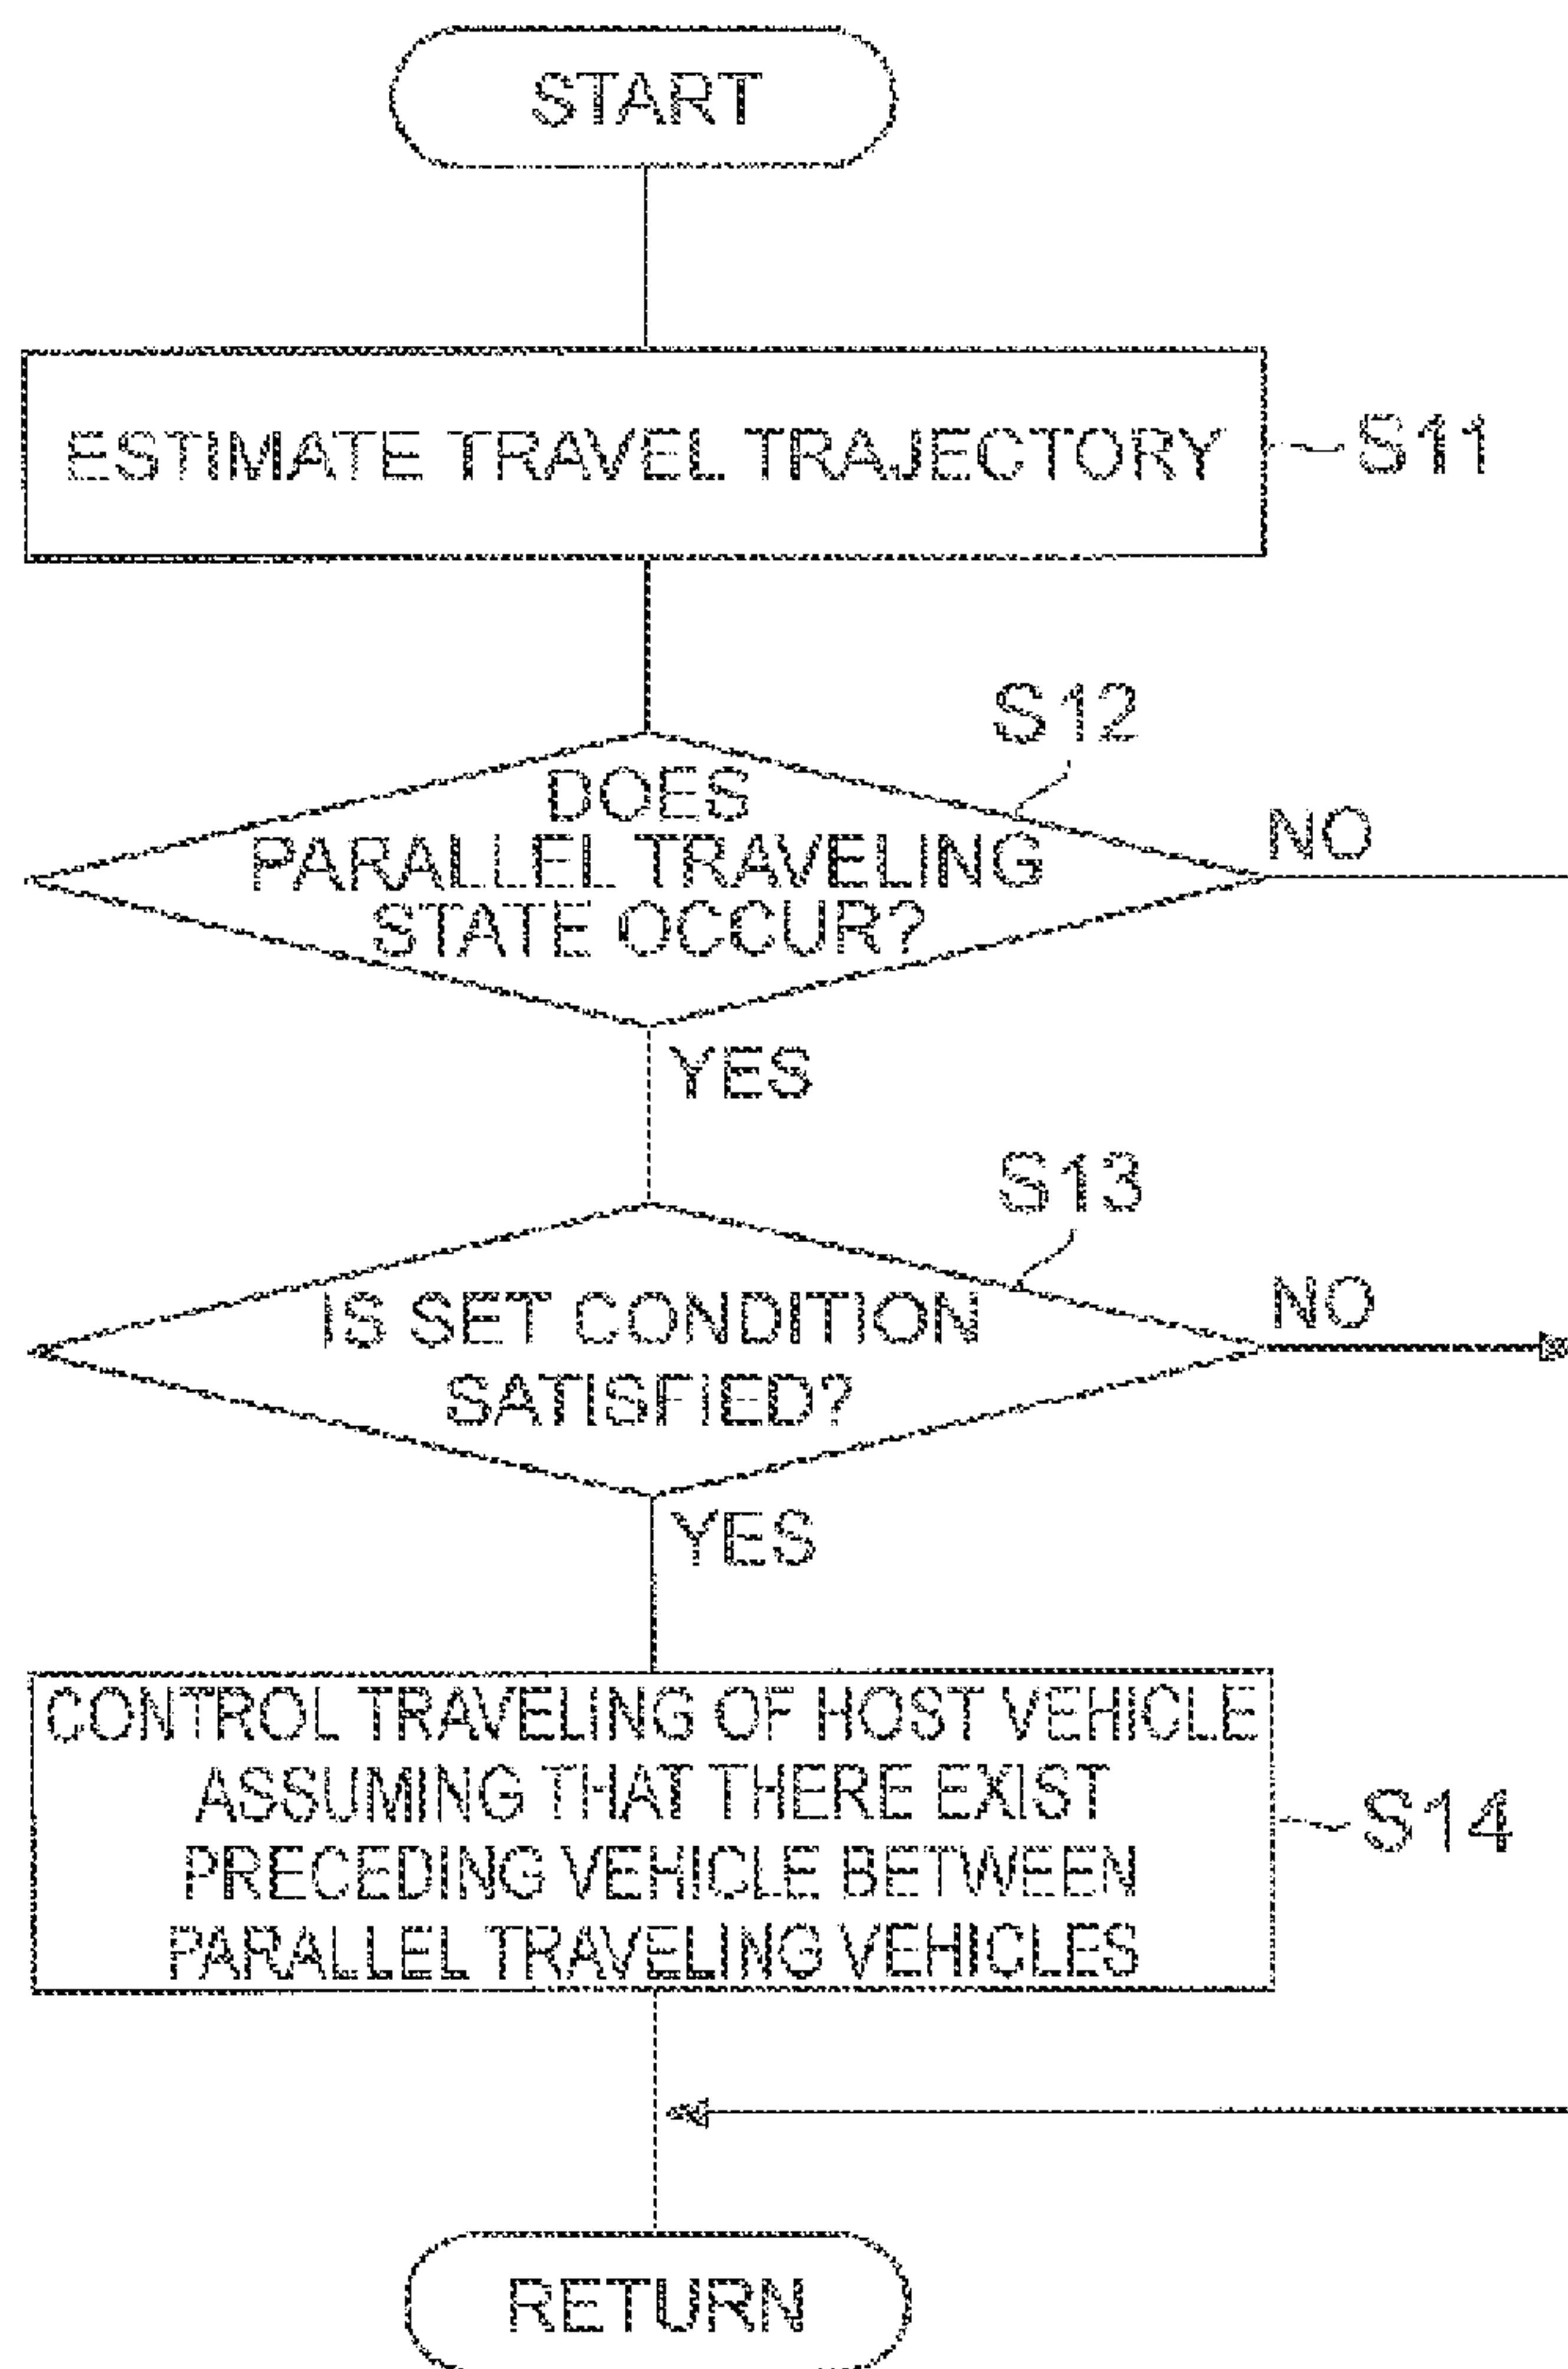 START
ESTIMATE TRAVEL TRAJECTORY
S11
S12
DOES
PARALLEL TRAVELING
STATE OCCUR?
NO
YES
S13
IS SET CONDITION
SATISFIED?
NO
YES
CONTROL TRAVELING OF HOST VEHICLE
ASSUMING THAT THERE EXIST
PRECEDING VEHICLE BETWEEN
PARALLEL TRAVELING VEHICLES
S14
RETURN